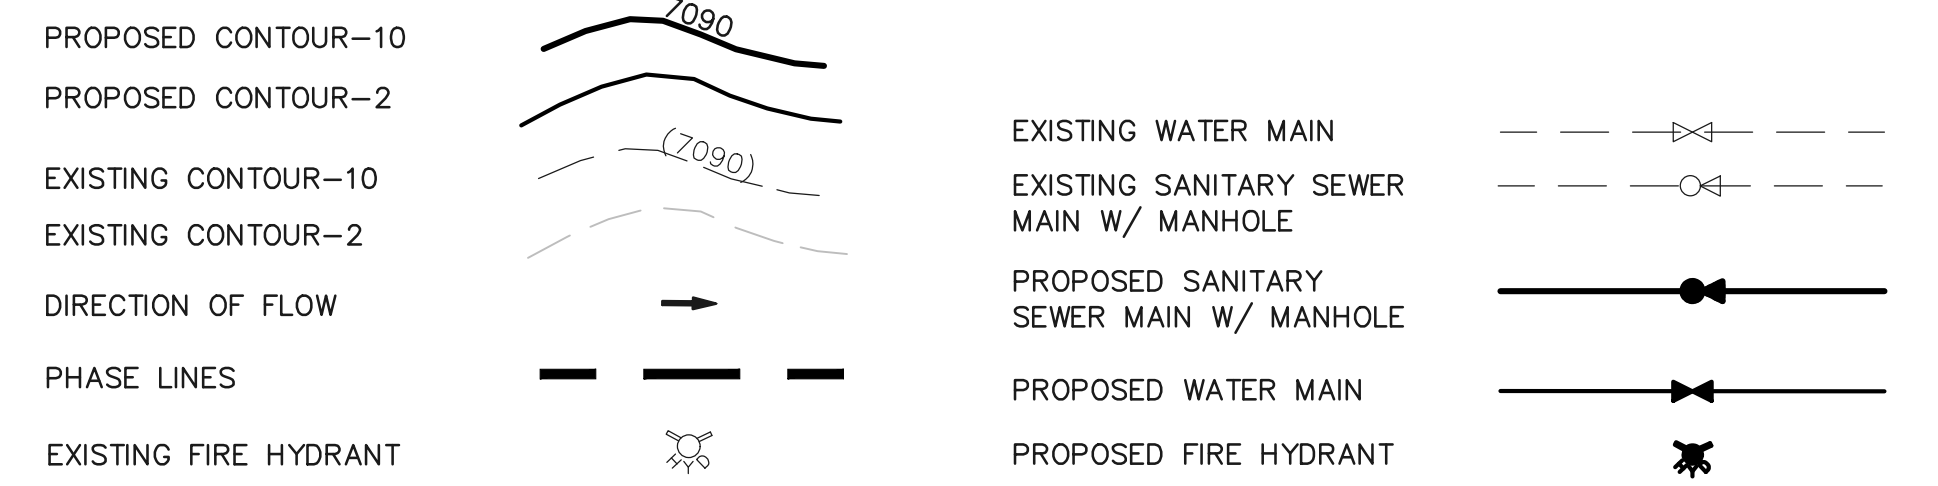 PROPOSED CONTOUR-10
7090
PROPOSED CONTOUR-2
EXISTING CONTOUR-10
(7090)
EXISTING CONTOUR-2
DIRECTION OF FLOW
PHASE LINES
EXISTING FIRE HYDRANT
HYD
EXISTING WATER MAIN
EXISTING SANITARY SEWER
MAIN W/ MANHOLE
PROPOSED SANITARY
SEWER MAIN W/ MANHOLE
PROPOSED WATER MAIN
PROPOSED FIRE HYDRANT
HYD